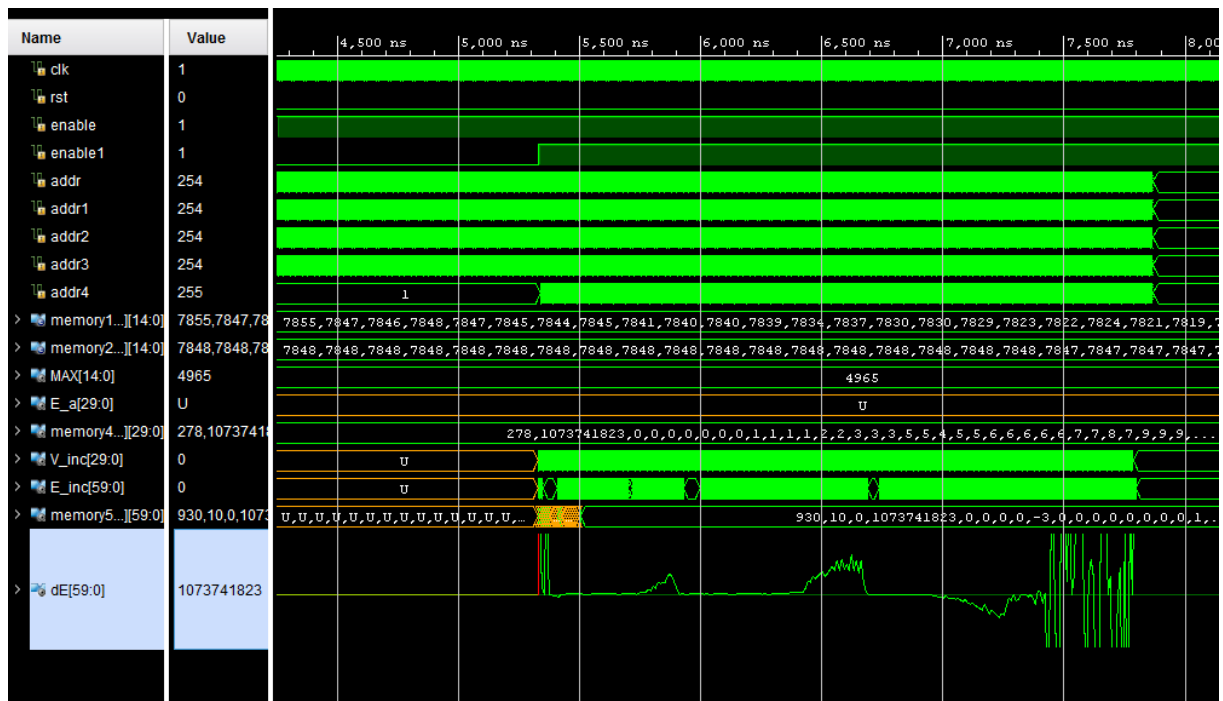 Name Value
4,500 ns 5,000 ns 5,500 ns 6,000 ns 6,500 ns 7,000 ns 7,500 ns 8,00
clk 1
rst 0
enable 1
enable1 1
addr 254
addr1 254
addr2 254
addr3 254
addr4 255 1
memory1...][14:0] 7855,7847,78 7855,7847,7846,7848,7847,7845,7844,7845,7841,7840,7840,7839,7834,7837,7830,7830,7829,7823,7822,7824,7821,7819,7
memory2...][14:0] 7848,7848,78 7848,7848,7848,7848,7848,7848,7848,7848,7848,7848,7848,7848,7848,7848,7848,7848,7848,7848,7847,7847,7847,7847,7
MAX[14:0] 4965 4965
E_a[29:0] U U
memory4...][29:0] 278,10737418 278,1073741823,0,0,0,0,0,0,0,1,1,1,1,2,2,3,3,3,5,5,4,5,5,6,6,6,6,6,7,7,8,7,9,9,9,...
V_inc[29:0] 0 U
E_inc[59:0] 0 U
memory5...][59:0] 930,10,0,1073 U,U,U,U,U,U,U,U,U,U,U,U,U,U,... 930,10,0,1073741823,0,0,0,0,-3,0,0,0,0,0,0,0,0,1,.
dE[59:0] 1073741823